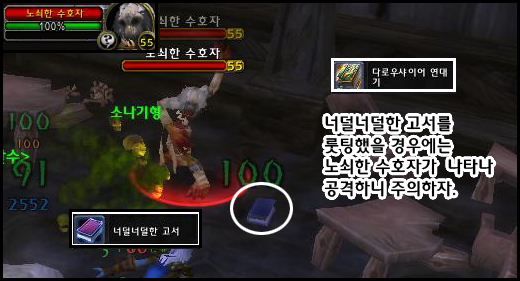 노쇠한 수호자
100%
55
노쇠한 수호자
노쇠한 수호자
55
다로우샤이어 연대
기
소나기형
너덜너덜한 고서를
룻팅했을 경우에는
노쇠한 수호자가 나타나
공격하니 주의하자.
100
100
수>
91
100
2552
너덜너덜한 고서
100